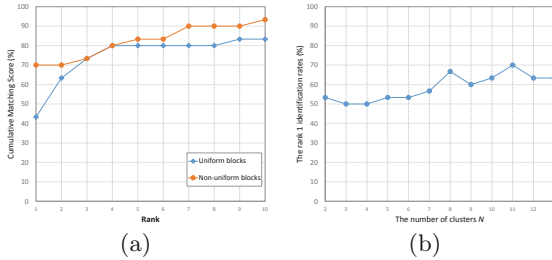 100
90
80
70
60
50
40
30
20
10
0
Cumulative Matching Score (%)
Uniform blocks
Non-uniform blocks
1 2 3 4 5 6 7 8 9 10
Rank
(a)
100
90
80
70
60
50
40
30
20
10
0
The rank 1 identification rates (%)
2 3 4 5 6 7 8 9 10 11 12
The number of clusters N
(b)